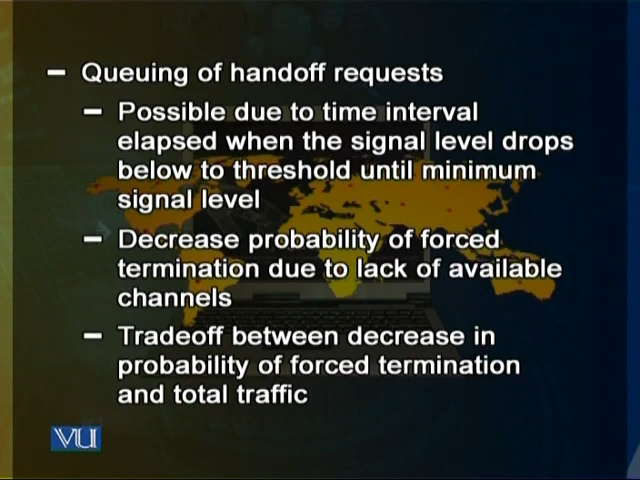 – Queuing of handoff requests
– Possible due to time interval
elapsed when the signal level drops
below to threshold until minimum
signal level
– Decrease probability of forced
termination due to lack of available
channels
– Tradeoff between decrease in
probability of forced termination
and total traffic
VU